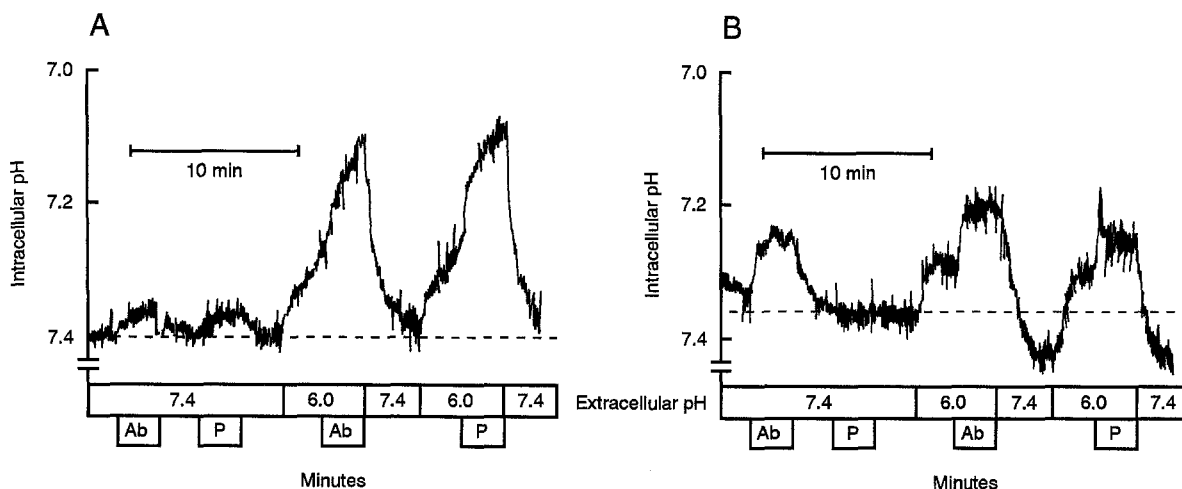 A
Intracellular pH
7.0
7.2
7.4
10 min
7.4 6.0 7.4 6.0 7.4
Ab P Ab P
Minutes
Extracellular pH
B
Intracellular pH
7.0
7.2
7.4
10 min
7.4 6.0 7.4 6.0 7.4
Ab P Ab P
Minutes